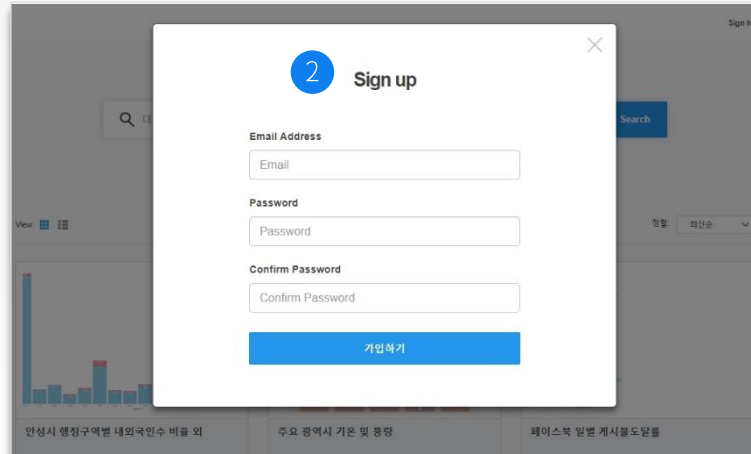 Sign In
2
Sign up
대
Search
Email Address
Email
Password
Password
Confirm Password
Confirm Password
가입하기
View:
정렬:
최신순
안성시 행정구역별 내외국인수 비율 외
주요 광역시 기온 및 풍량
페이스북 일별 게시물도달률